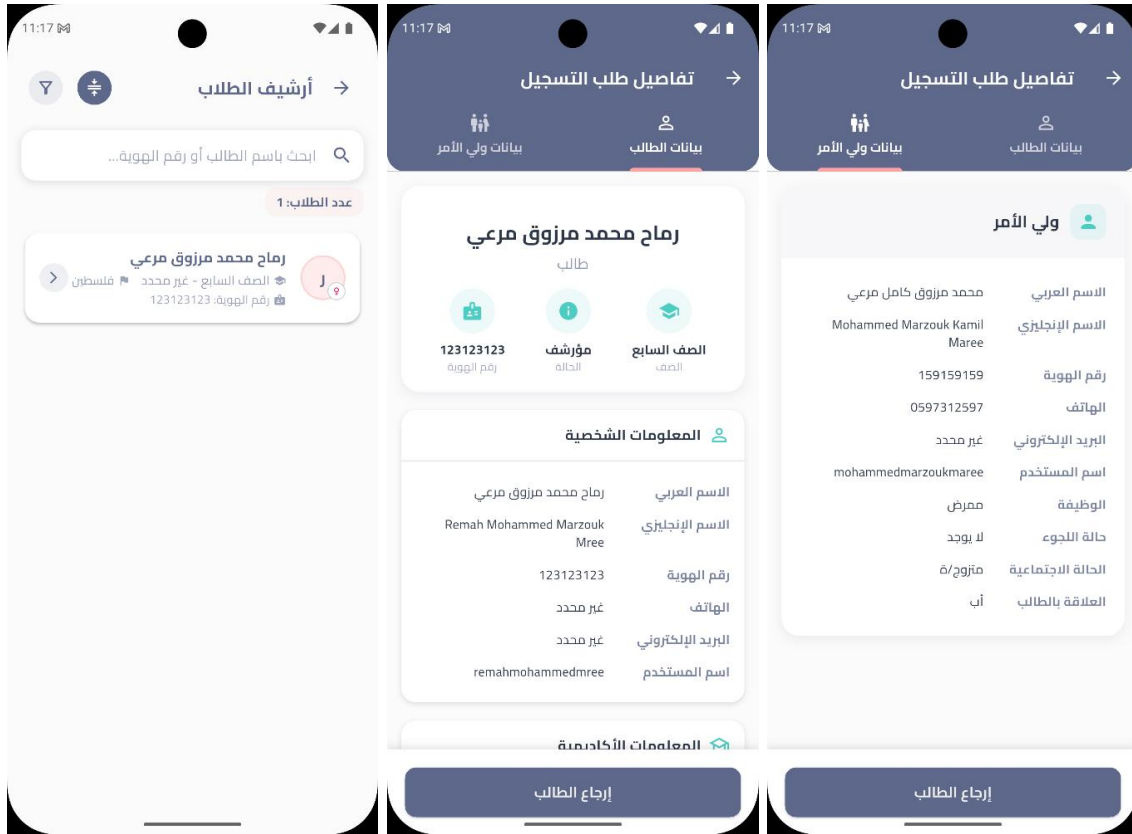 11:17
أرشيف الطلاب
ابحث باسم الطالب أو رقم الهوية...
عدد الطلاب: 1
رماح محمد مرزوق مرعي
ر
الصف السابع - غير محدد فلسطين
رقم الهوية: 123123123
11:17
تفاصيل طلب التسجيل
بيانات الطالب
بيانات ولي الأمر
رماح محمد مرزوق مرعي
طالب
الصف السابع
الصف
مؤرشف
الحالة
123123123
رقم الهوية
المعلومات الشخصية
الاسم العربي رماح محمد مرزوق مرعي
الاسم الإنجليزي Remah Mohammed Marzouk
Mree
رقم الهوية 123123123
الهاتف غير محدد
البريد الإلكتروني غير محدد
اسم المستخدم remahmohammedmree
المعلومات الأكاديمية
إرجاع الطالب
11:17
تفاصيل طلب التسجيل
بيانات الطالب
بيانات ولي الأمر
ولي الأمر
الاسم العربي محمد مرزوق كامل مرعي
الاسم الإنجليزي Mohammed Marzouk Kamil
Maree
رقم الهوية 159159159
الهاتف 0597312597
البريد الإلكتروني غير محدد
اسم المستخدم mohammedmarzoukmaree
الوظيفة ممرض
حالة اللجوء لا يوجد
الحالة الاجتماعية متزوج/ة
العلاقة بالطالب أب
إرجاع الطالب